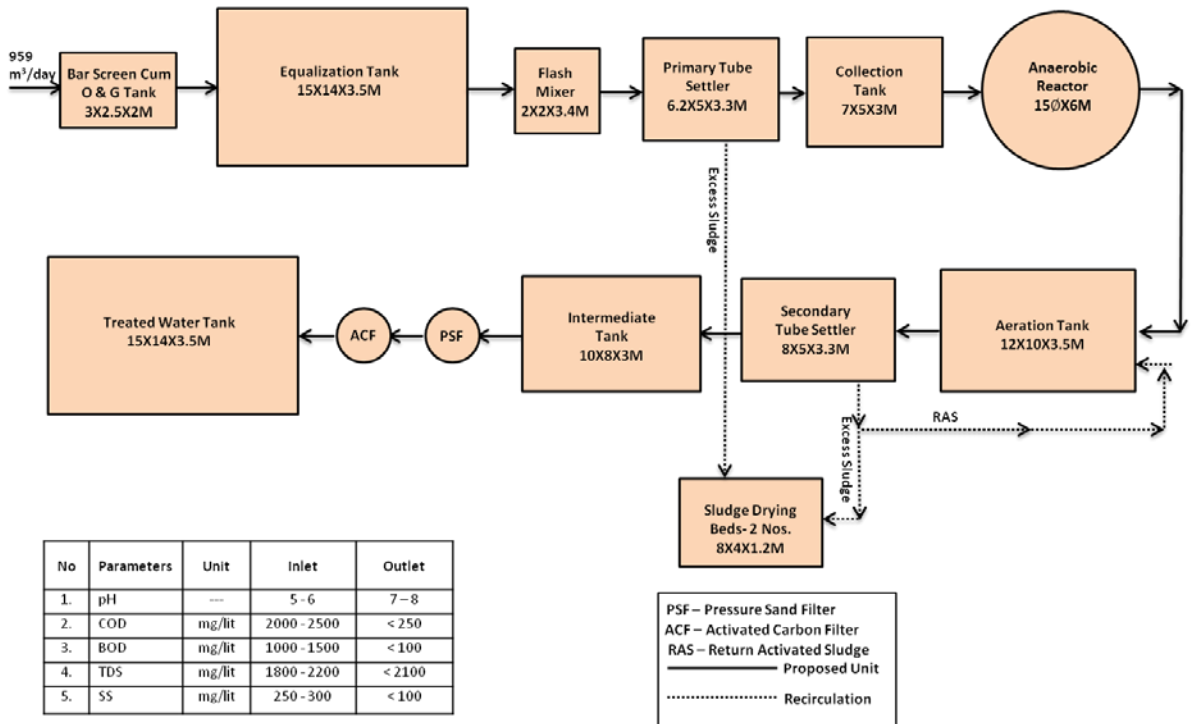 959
m³/day
Bar Screen Cum
O & G Tank
3X2.5X2M
Equalization Tank
15X14X3.5M
Flash
Mixer
2X2X3.4M
Primary Tube
Settler
6.2X5X3.3M
Collection
Tank
7X5X3M
Anaerobic
Reactor
15ØX6M
Excess Sludge
Treated Water Tank
15X14X3.5M
ACF
PSF
Intermediate
Tank
10X8X3M
Secondary
Tube Settler
8X5X3.3M
Aeration Tank
12X10X3.5M
RAS
Excess Sludge
Sludge Drying
Beds- 2 Nos.
8X4X1.2M
No Parameters Unit Inlet Outlet
1. pH --- 5 - 6 7 – 8
2. COD mg/lit 2000 - 2500 < 250
3. BOD mg/lit 1000 - 1500 < 100
4. TDS mg/lit 1800 - 2200 < 2100
5. SS mg/lit 250 - 300 < 100
PSF – Pressure Sand Filter
ACF – Activated Carbon Filter
RAS – Return Activated Sludge
Proposed Unit
Recirculation